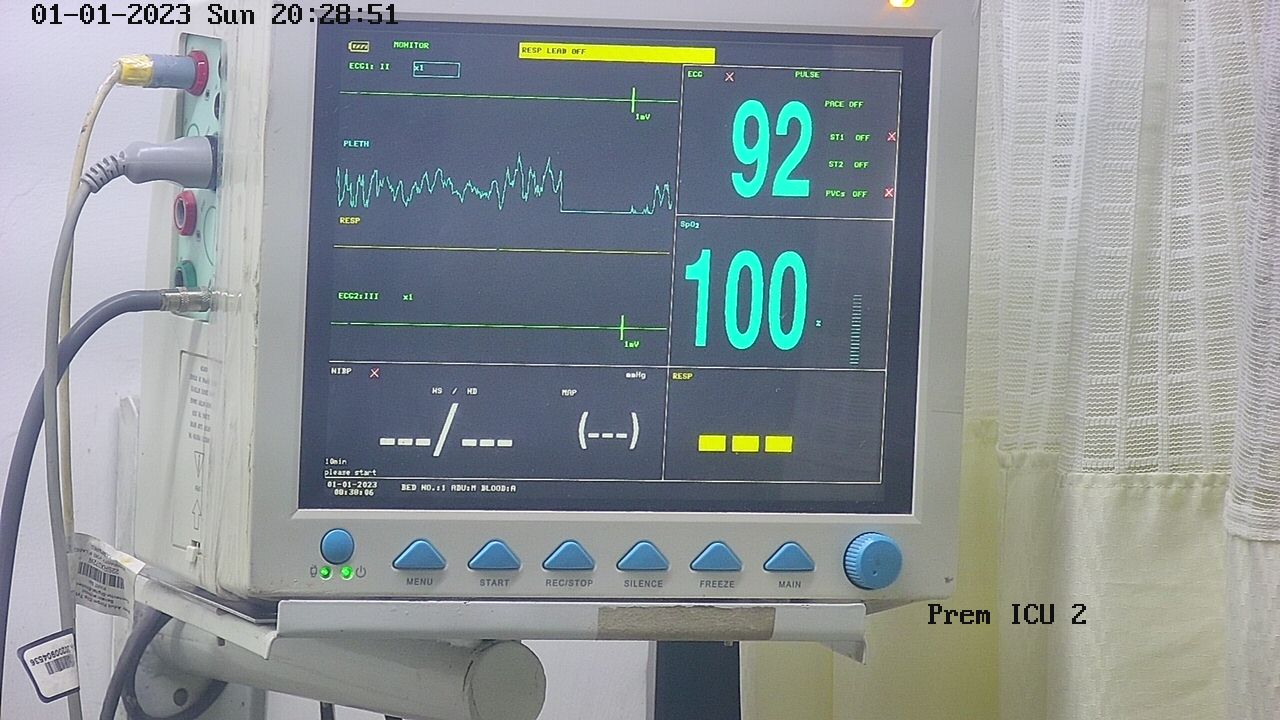 01-01-2023 Sun 20:28:51
MONITOR
RESP LEAD OFF
ECG1: II x1
1mV
PLETH
RESP
ECG2:III x1
1mV
ECG PULSE
92
PACE OFF
ST1 OFF
ST2 OFF
PVCs OFF
SpO2
100
%
NIBP mmHg
MAP
---/--- (---)
RESP
---
10min
please start
01-01-2023
BED NO.:1 ADU:M BLOOD:A
MENU START REC/STOP SILENCE FREEZE MAIN
Prem ICU 2